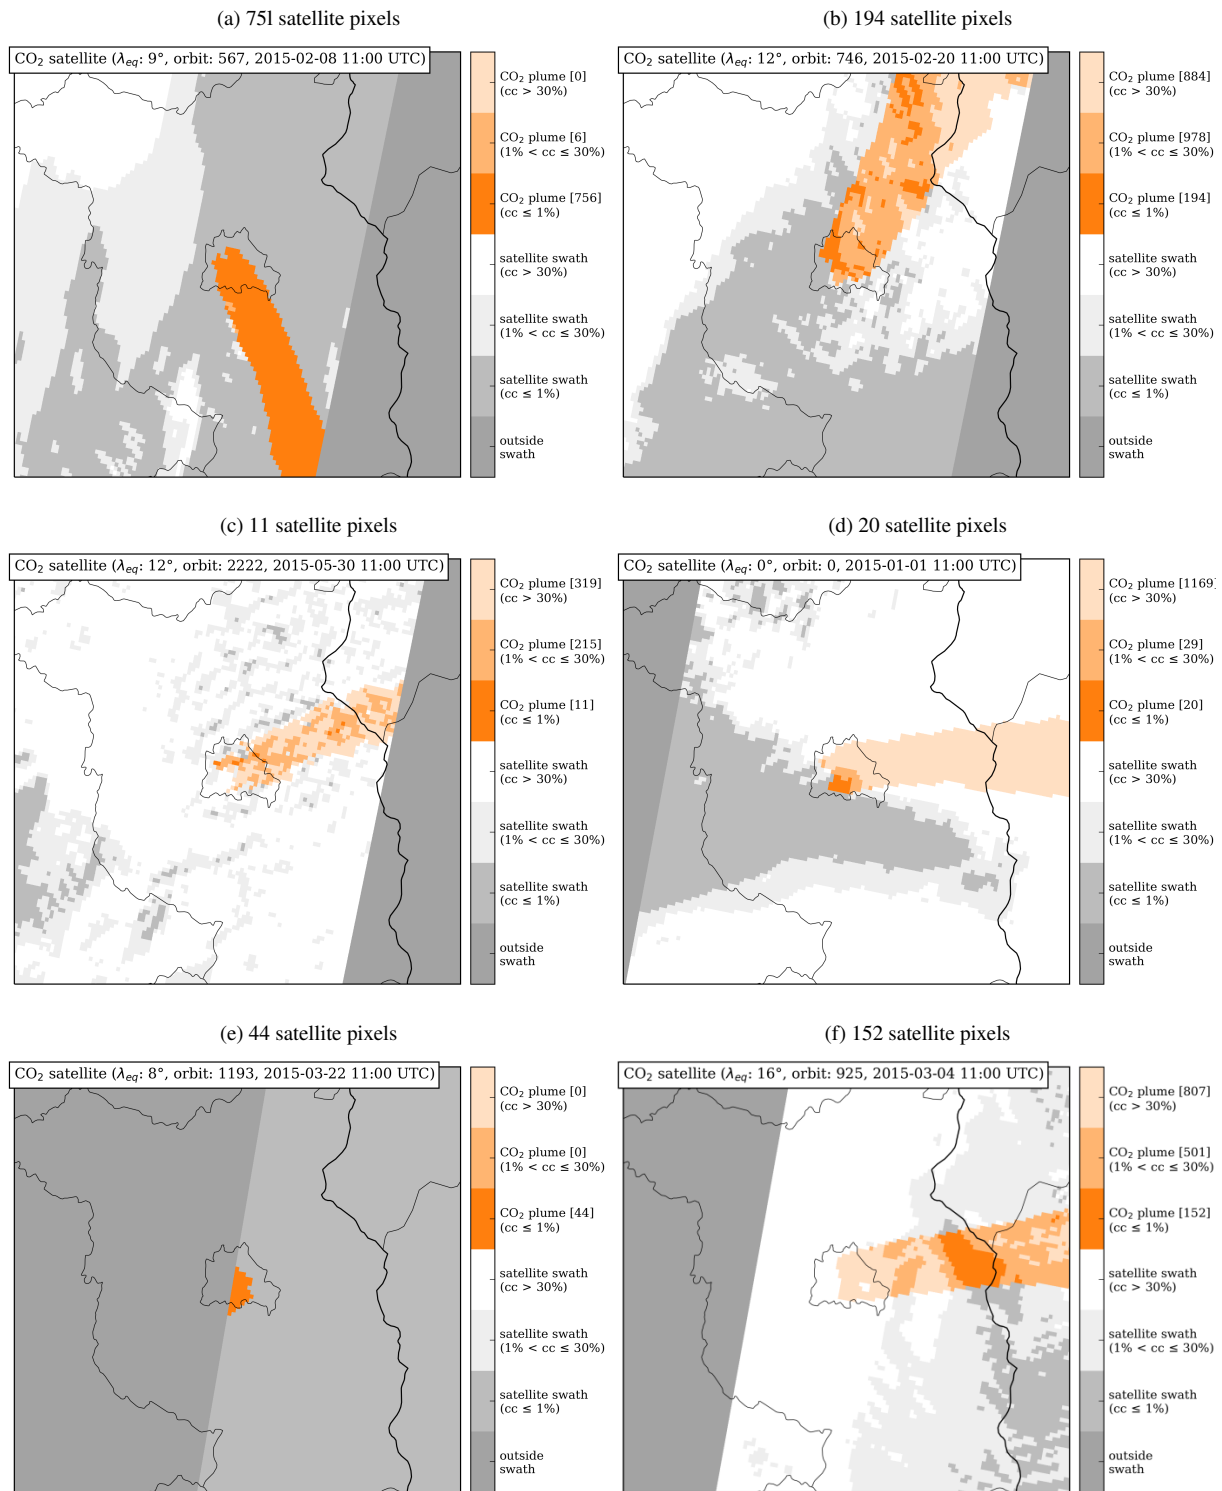 (a) 75l satellite pixels
CO₂ satellite (λeq: 9°, orbit: 567, 2015-02-08 11:00 UTC)
CO₂ plume [0]
(cc > 30%)
CO₂ plume [6]
(1% < cc ≤ 30%)
CO₂ plume [756]
(cc ≤ 1%)
satellite swath
(cc > 30%)
satellite swath
(1% < cc ≤ 30%)
satellite swath
(cc ≤ 1%)
outside
swath
(b) 194 satellite pixels
CO₂ satellite (λeq: 12°, orbit: 746, 2015-02-20 11:00 UTC)
CO₂ plume [884]
(cc > 30%)
CO₂ plume [978]
(1% < cc ≤ 30%)
CO₂ plume [194]
(cc ≤ 1%)
satellite swath
(cc > 30%)
satellite swath
(1% < cc ≤ 30%)
satellite swath
(cc ≤ 1%)
outside
swath
(c) 11 satellite pixels
CO₂ satellite (λeq: 12°, orbit: 2222, 2015-05-30 11:00 UTC)
CO₂ plume [319]
(cc > 30%)
CO₂ plume [215]
(1% < cc ≤ 30%)
CO₂ plume [11]
(cc ≤ 1%)
satellite swath
(cc > 30%)
satellite swath
(1% < cc ≤ 30%)
satellite swath
(cc ≤ 1%)
outside
swath
(d) 20 satellite pixels
CO₂ satellite (λeq: 0°, orbit: 0, 2015-01-01 11:00 UTC)
CO₂ plume [1169]
(cc > 30%)
CO₂ plume [29]
(1% < cc ≤ 30%)
CO₂ plume [20]
(cc ≤ 1%)
satellite swath
(cc > 30%)
satellite swath
(1% < cc ≤ 30%)
satellite swath
(cc ≤ 1%)
outside
swath
(e) 44 satellite pixels
CO₂ satellite (λeq: 8°, orbit: 1193, 2015-03-22 11:00 UTC)
CO₂ plume [0]
(cc > 30%)
CO₂ plume [0]
(1% < cc ≤ 30%)
CO₂ plume [44]
(cc ≤ 1%)
satellite swath
(cc > 30%)
satellite swath
(1% < cc ≤ 30%)
satellite swath
(cc ≤ 1%)
outside
swath
(f) 152 satellite pixels
CO₂ satellite (λeq: 16°, orbit: 925, 2015-03-04 11:00 UTC)
CO₂ plume [807]
(cc > 30%)
CO₂ plume [501]
(1% < cc ≤ 30%)
CO₂ plume [152]
(cc ≤ 1%)
satellite swath
(cc > 30%)
satellite swath
(1% < cc ≤ 30%)
satellite swath
(cc ≤ 1%)
outside
swath